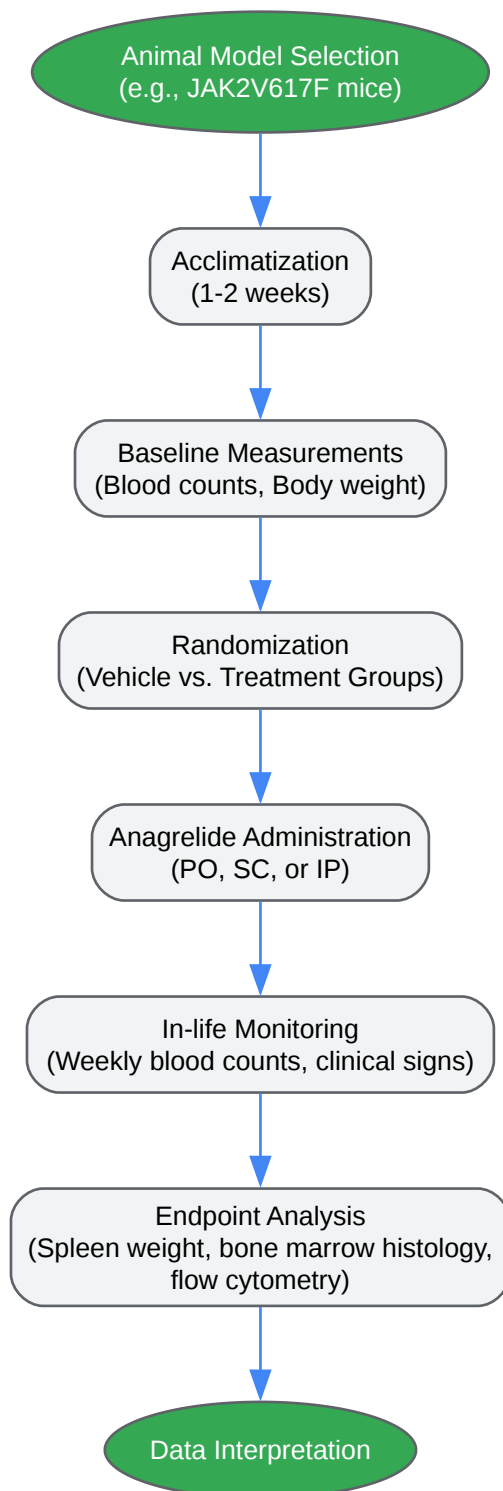 Animal Model Selection
(e.g., JAK2V617F mice)
Acclimatization
(1-2 weeks)
Baseline Measurements
(Blood counts, Body weight)
Randomization
(Vehicle vs. Treatment Groups)
Anagrelide Administration
(PO, SC, or IP)
In-life Monitoring
(Weekly blood counts, clinical signs)
Endpoint Analysis
(Spleen weight, bone marrow histology,
flow cytometry)
Data Interpretation